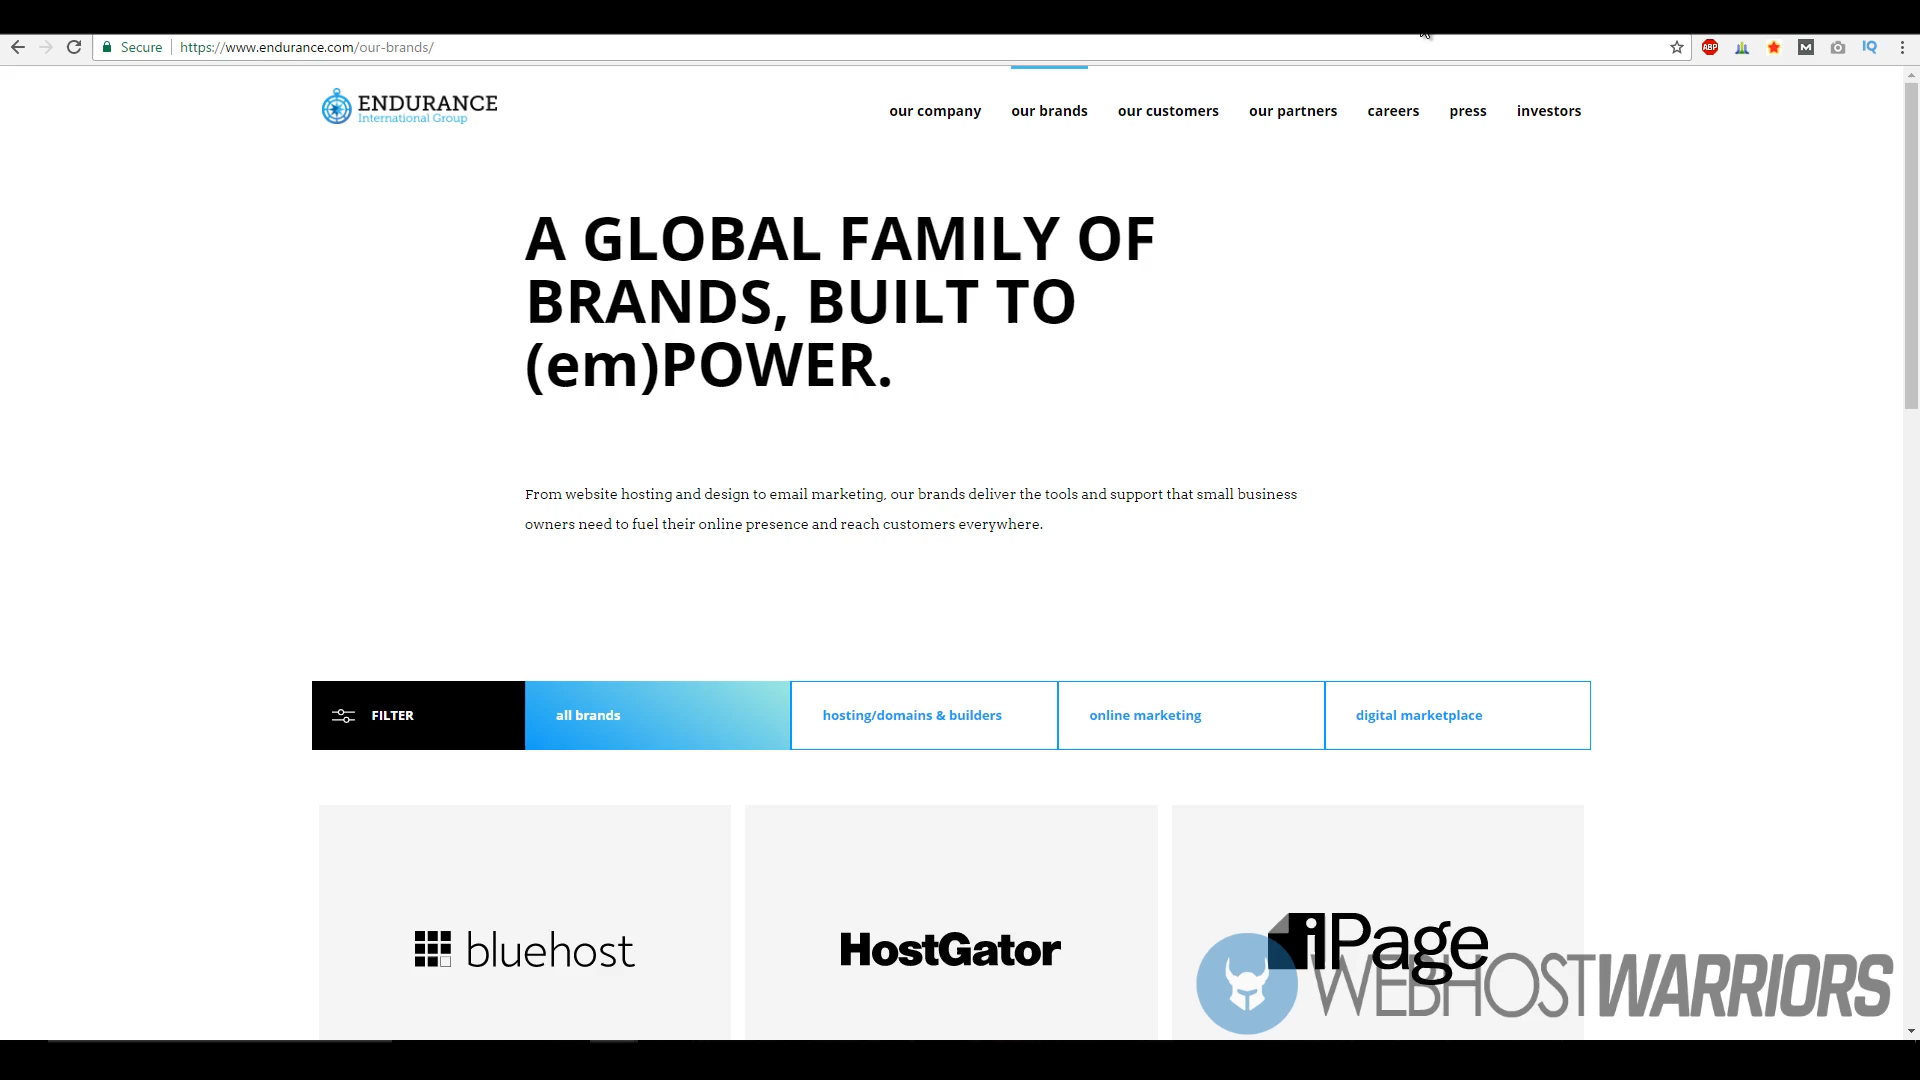 Secure https://www.endurance.com/our-brands/
ABP M IQ
ENDURANCE
International Group
our company our brands our customers our partners careers press investors
A GLOBAL FAMILY OF
BRANDS, BUILT TO
(em)POWER.
From website hosting and design to email marketing, our brands deliver the tools and support that small business
owners need to fuel their online presence and reach customers everywhere.
FILTER all brands hosting/domains & builders online marketing digital marketplace
bluehost HostGator iPage
WEBHOSTWARRIORS